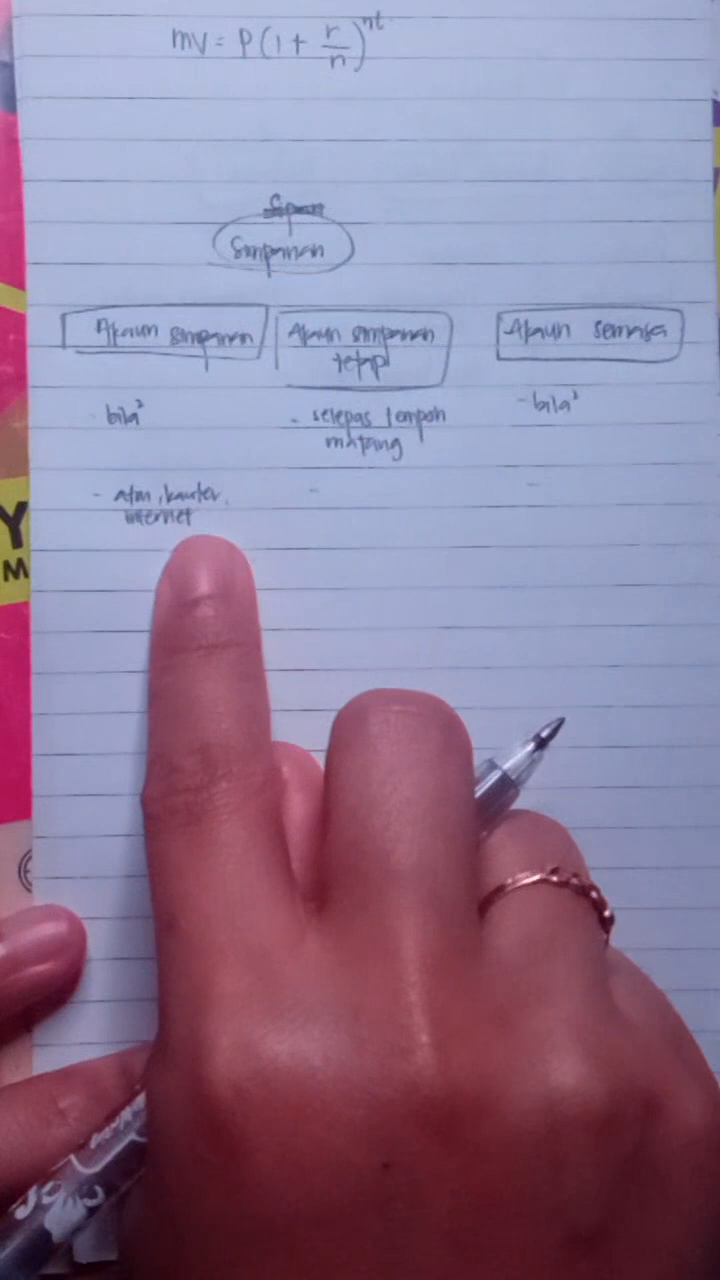 MV = P(1 + r/n)^nt
Simpanan
Akaun simpanan
Akaun simpanan
tetap
Akaun semasa
bila²
- selepas tempoh
matang
- bila²
- atm, kaunter,
internet
-
-
Y
M